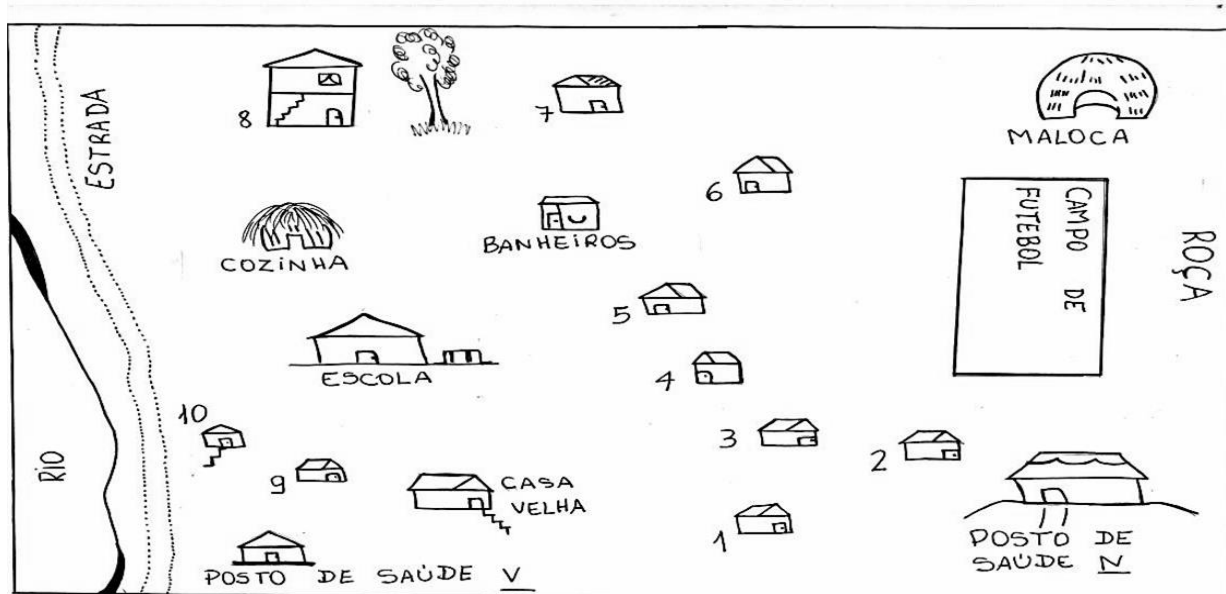 8
7
MALOCA
ESTRADA
6
COZINHA
BANHEIROS
CAMPO DE
FUTEBOL
ROÇA
5
ESCOLA
4
10
3
2
RIO
9
CASA
VELHA
1
POSTO DE
SAÚDE N
POSTO DE SAÚDE V